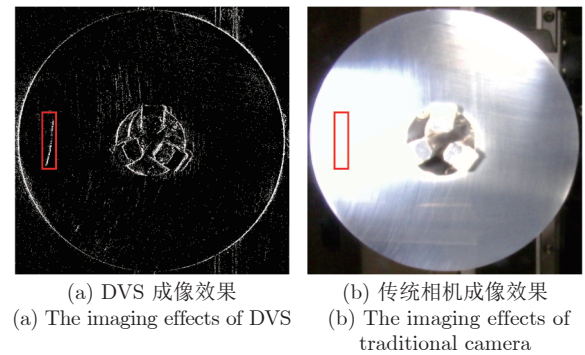 (a) DVS 成像效果
(a) The imaging effects of DVS
(b) 传统相机成像效果
(b) The imaging effects of
traditional camera